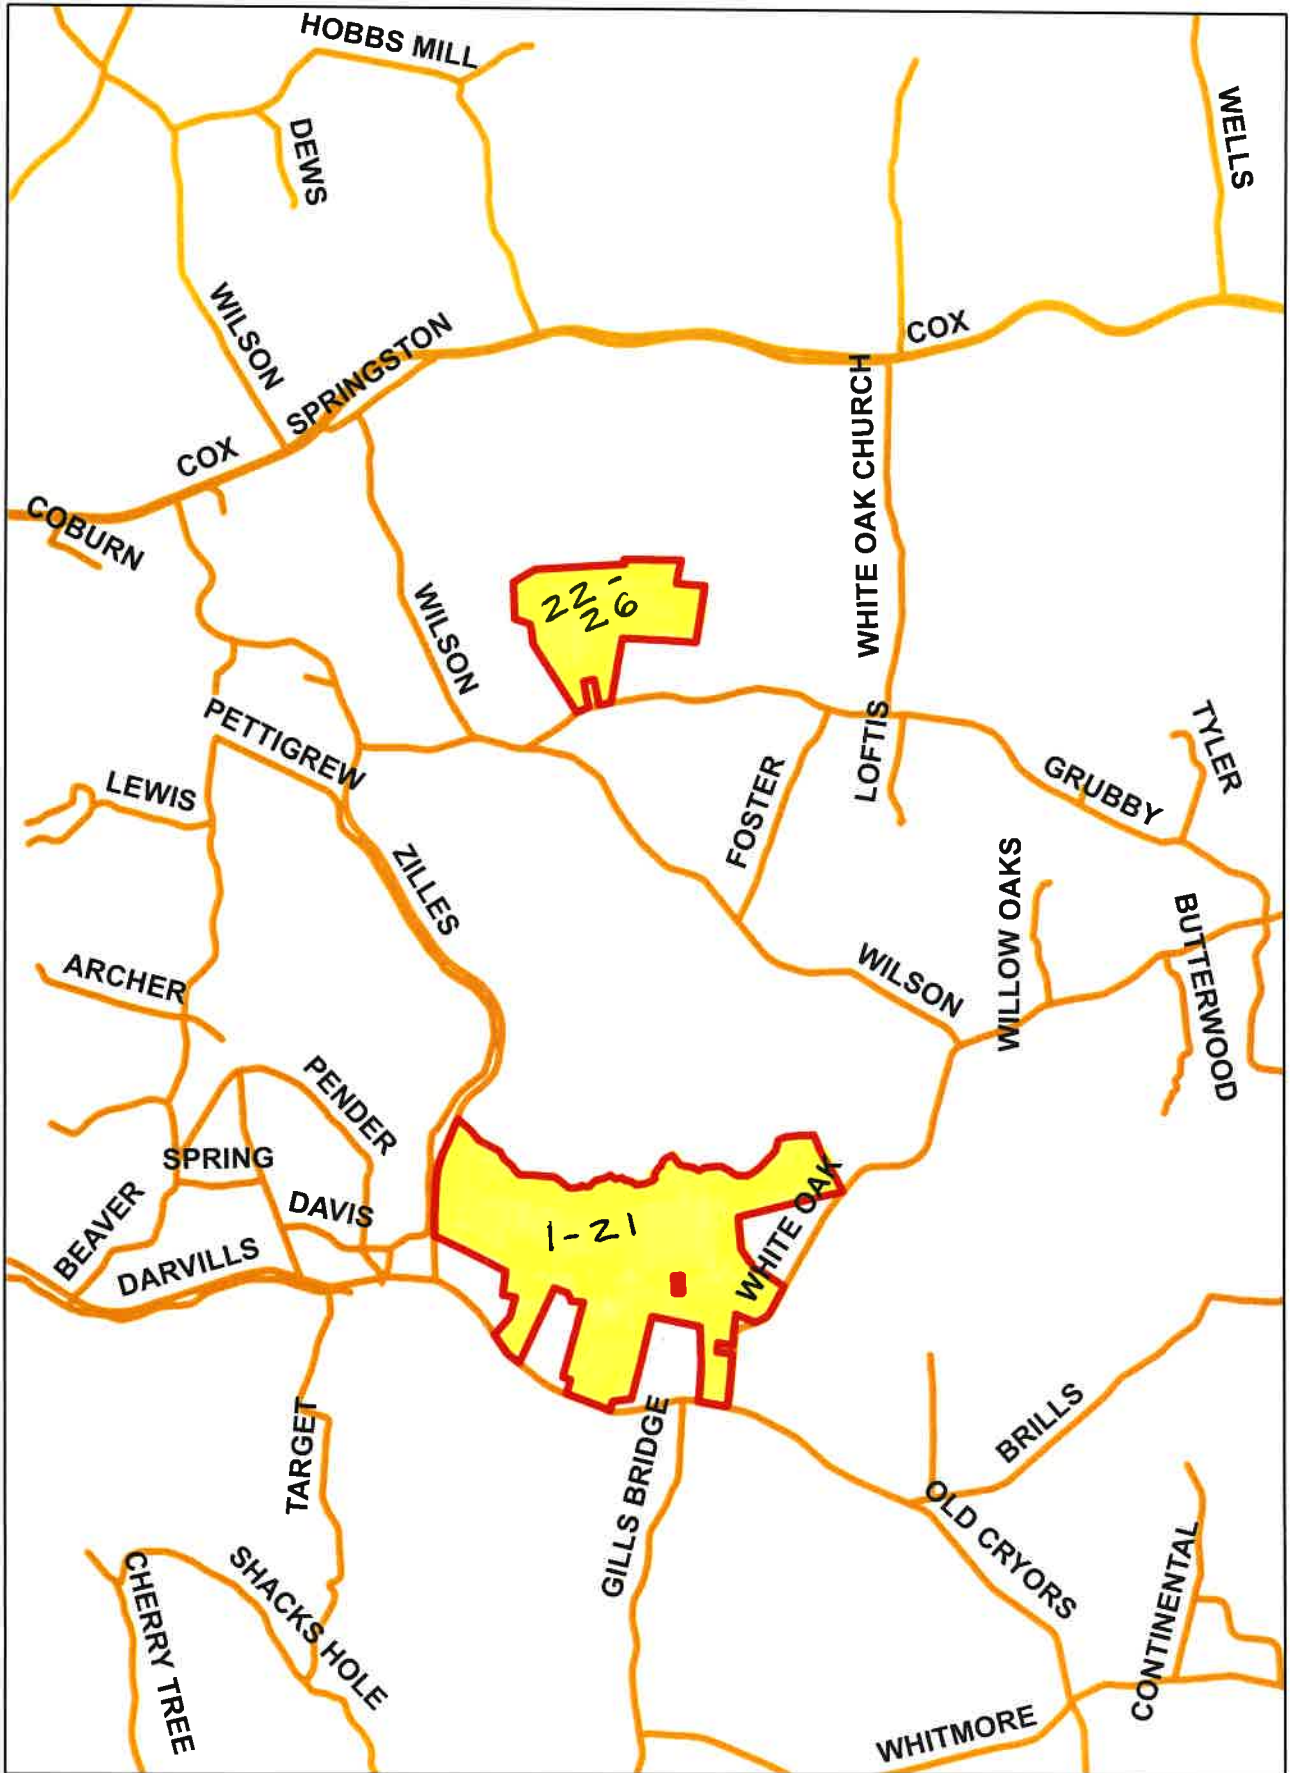 HOBBS MILL
WELLS
DEWS
WILSON
SPRINGSTON
COX
COX
WHITE OAK CHURCH
COBURN
22-
26
WILSON
PETTIGREW
LOFTIS
TYLER
LEWIS
FOSTER
GRUBBY
ZILLES
WILLOW OAKS
BUTTERWOOD
ARCHER
WILSON
PENDER
SPRING
BEAVER
DAVIS
1-21
WHITE OAK
DARVILLS
TARGET
GILLS BRIDGE
BRILLS
OLD CRYORS
CHERRY TREE
SHACKS HOLE
CONTINENTAL
WHITMORE